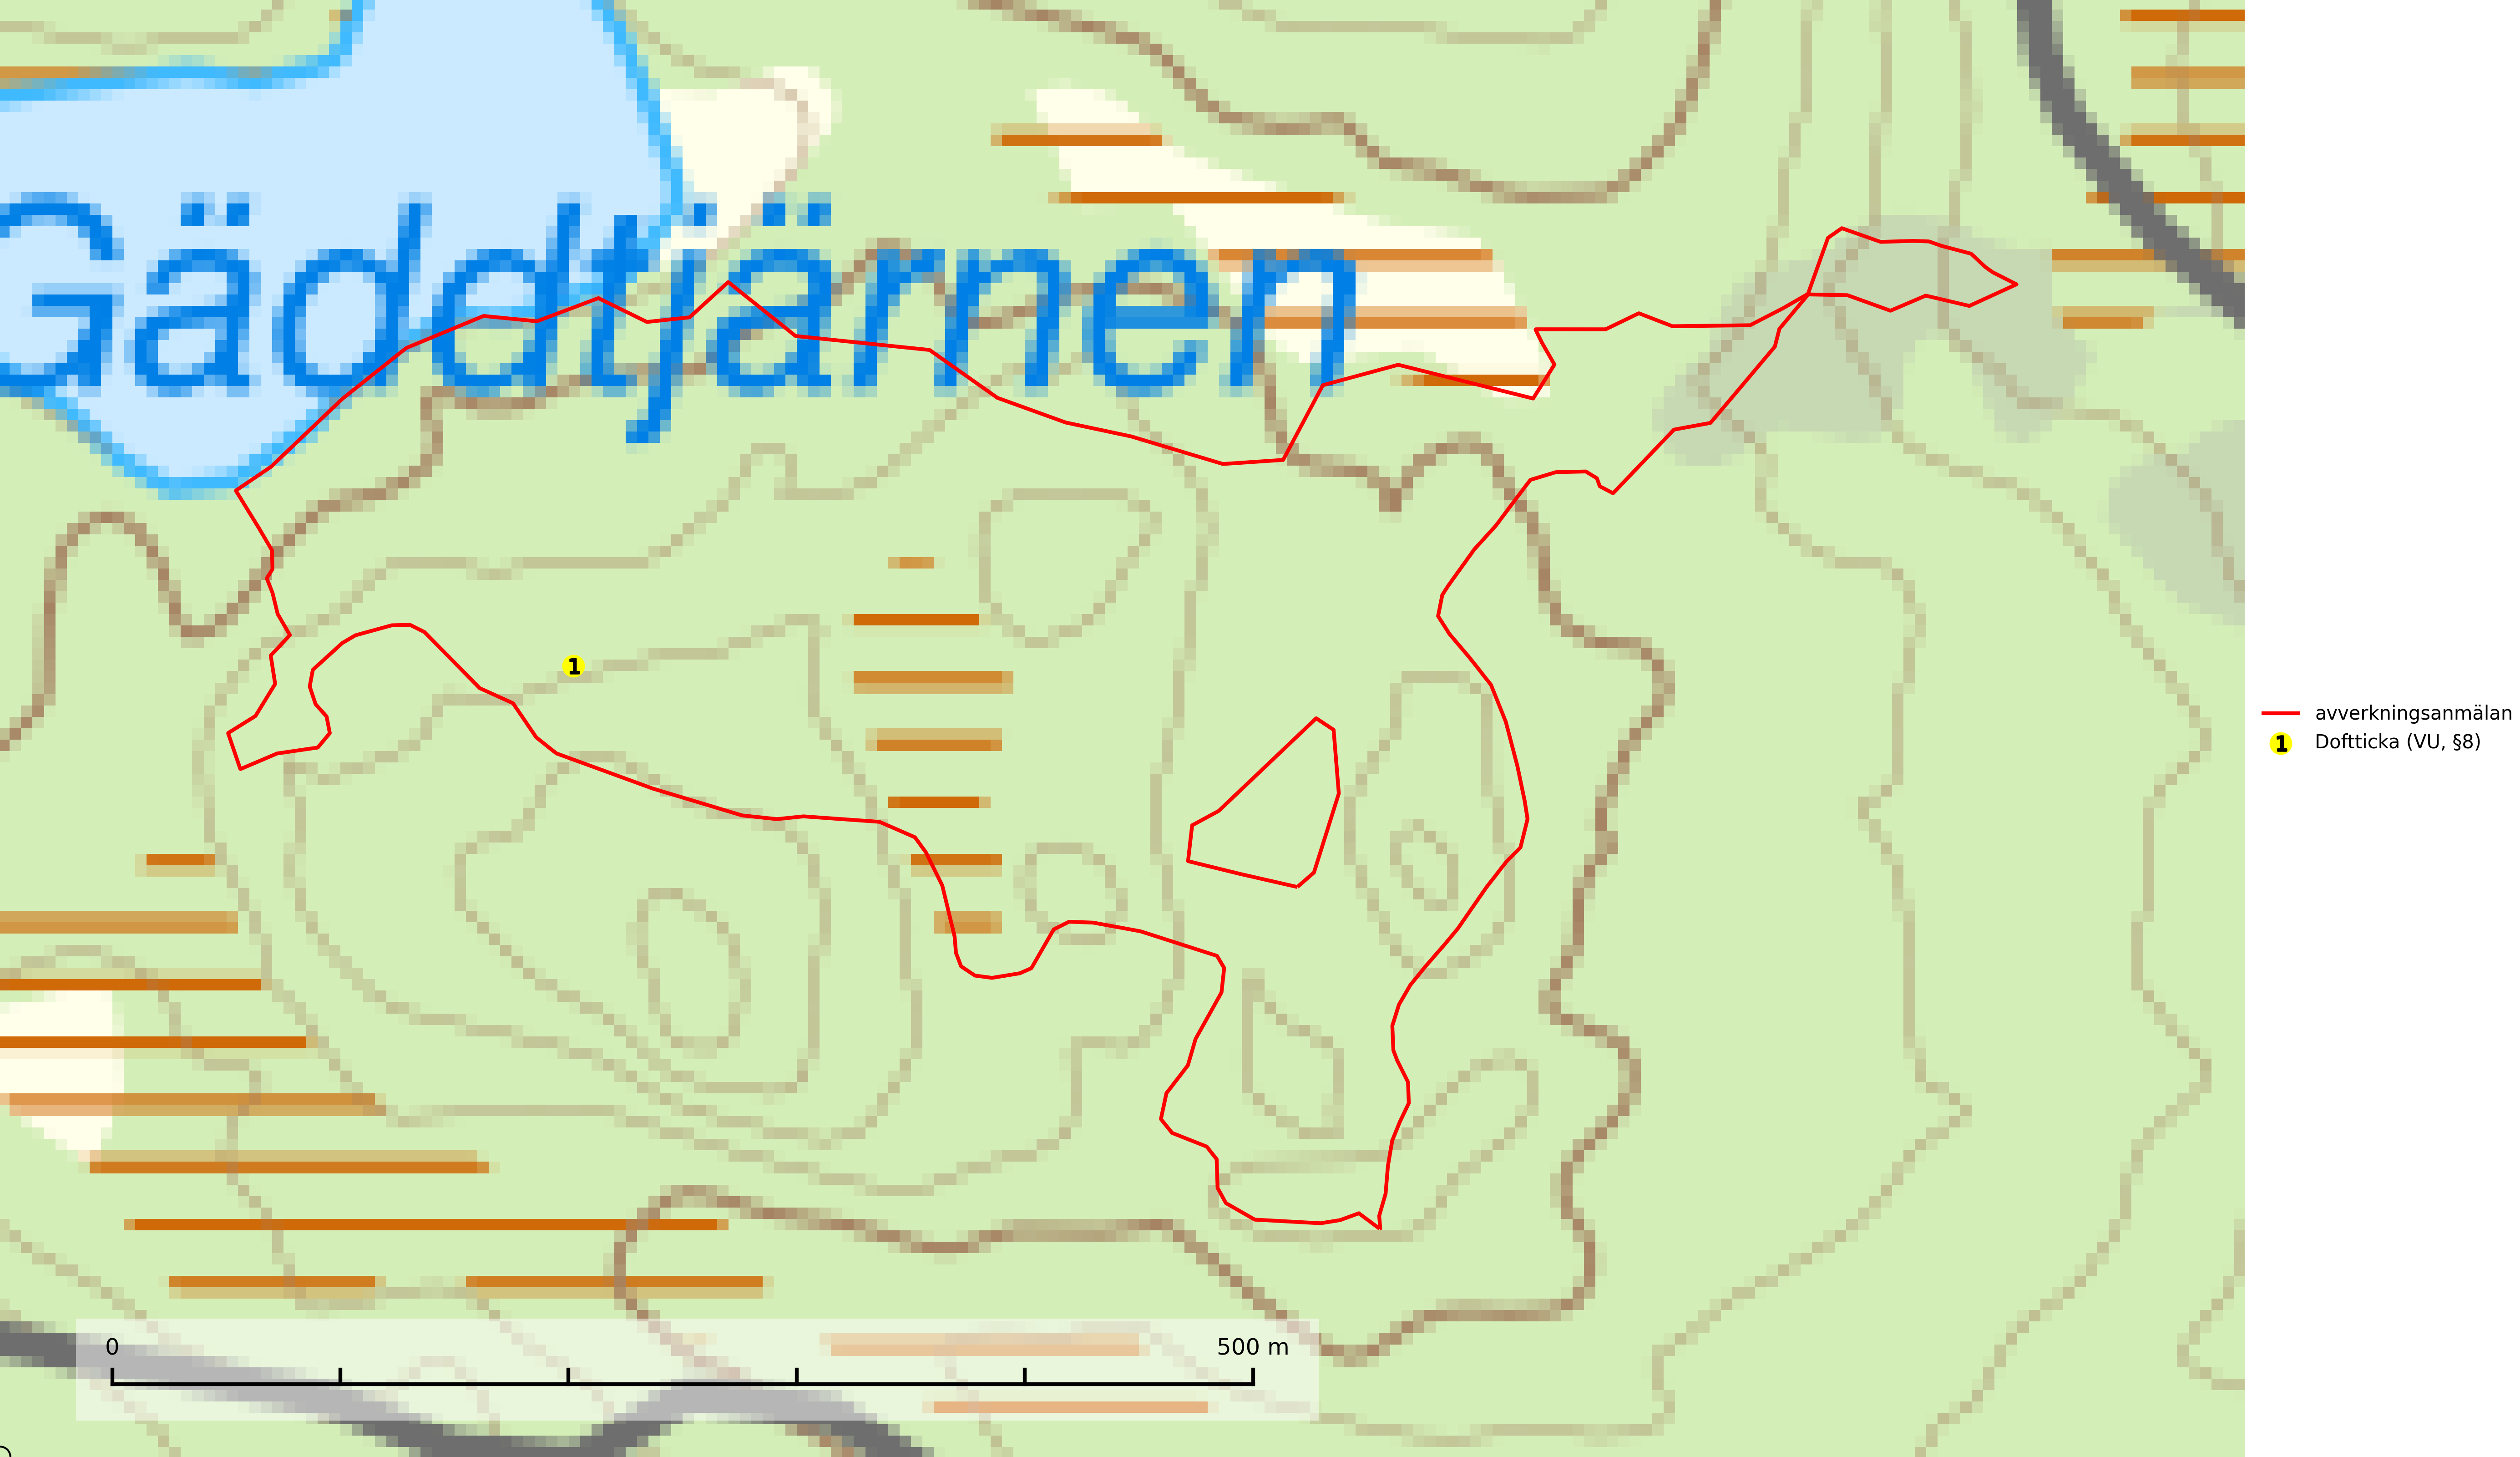 Gäddtjärnen
1
avverkningsanmälan
1 Doftticka (VU, §8)
0 500 m